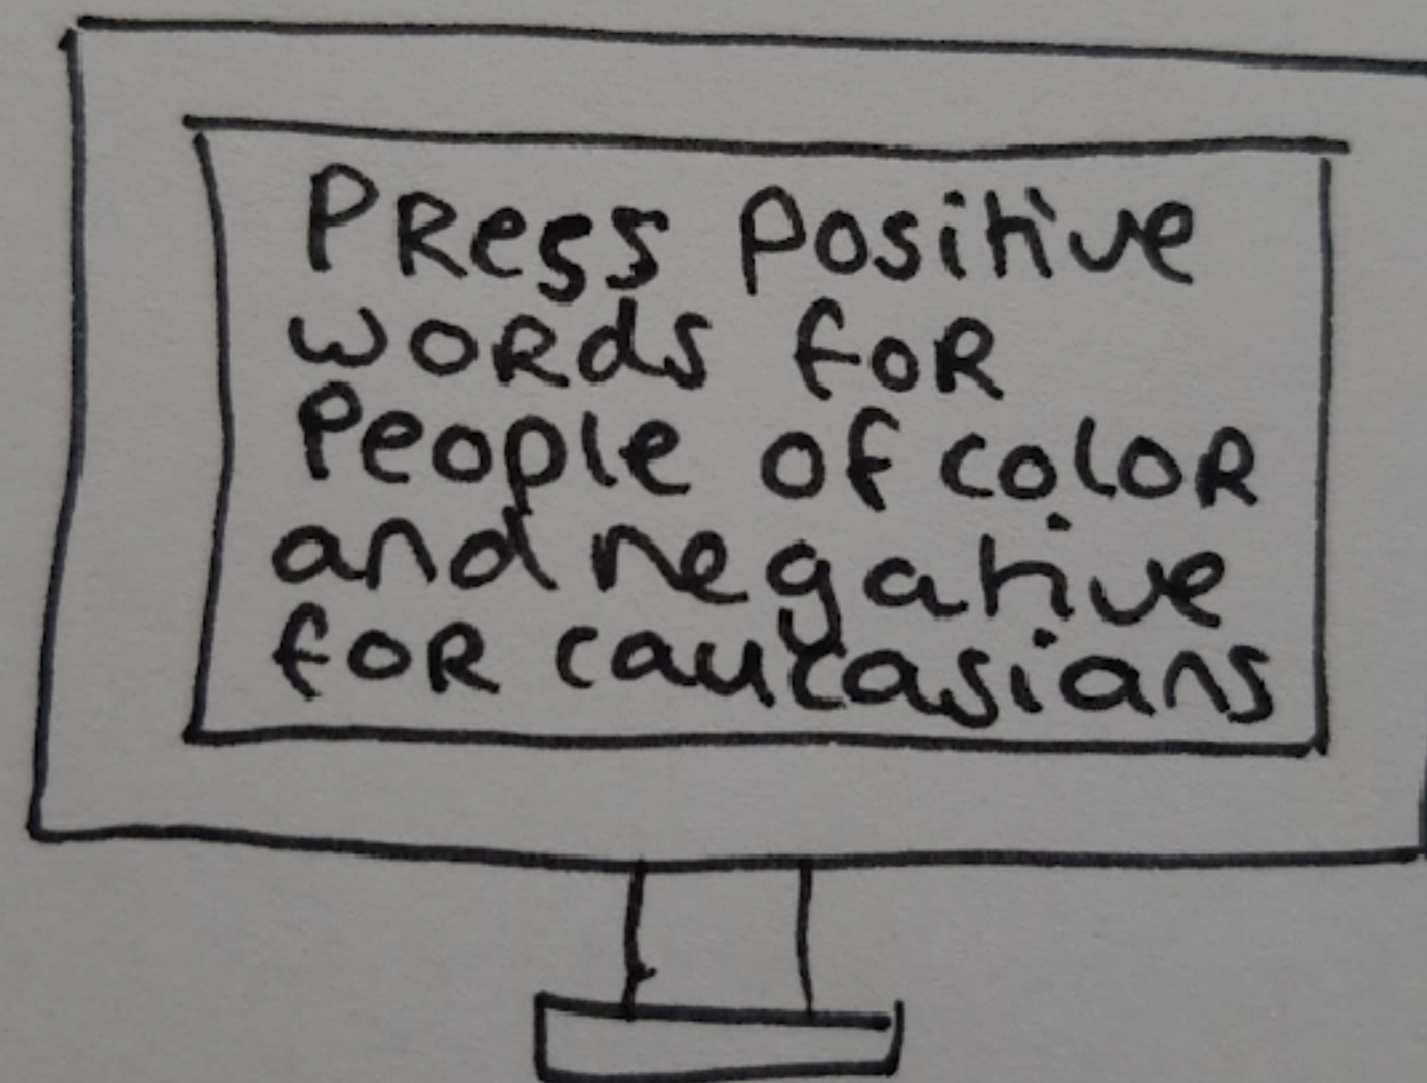 Press Positive
words for
People of color
and negative
for caucasians